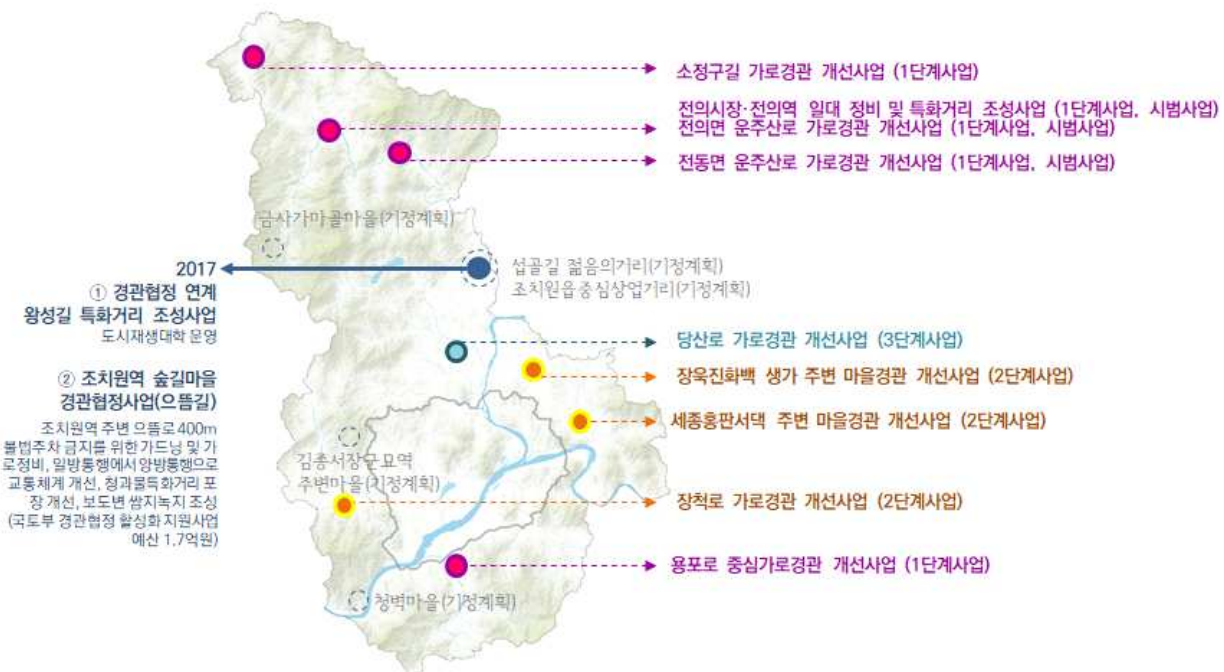 소정구길 가로경관 개선사업 (1단계사업)
전의시장·전의역 일대 정비 및 특화거리 조성사업 (1단계사업, 시범사업)
전의면 운주산로 가로경관 개선사업 (1단계사업, 시범사업)
전동면 운주산로 가로경관 개선사업 (1단계사업, 시범사업)
금사가마골마을(기정계획)
2017
① 경관협정 연계
왕성길 특화거리 조성사업
도시재생대학 운영
섭골길 젊음의거리(기정계획)
조치원읍중심상업거리(기정계획)
당산로 가로경관 개선사업 (3단계사업)
장욱진화백 생가 주변 마을경관 개선사업 (2단계사업)
② 조치원역 숲길마을
경관협정사업(으뜸길)
조치원역 주변 으뜸로 400m
불법주차 금지를 위한 가드닝 및 가
로정비, 일방통행에서 양방통행으로
교통체계 개선, 청과물특화거리 포
장 개선, 보도변 쌈지녹지 조성
(국토부 경관협정 활성화 지원사업
예산 1.7억원)
세종홍판서댁 주변 마을경관 개선사업 (2단계사업)
김종서장군묘역
주변마을(기정계획)
장척로 가로경관 개선사업 (2단계사업)
용포로 중심가로경관 개선사업 (1단계사업)
청벽마을(기정계획)